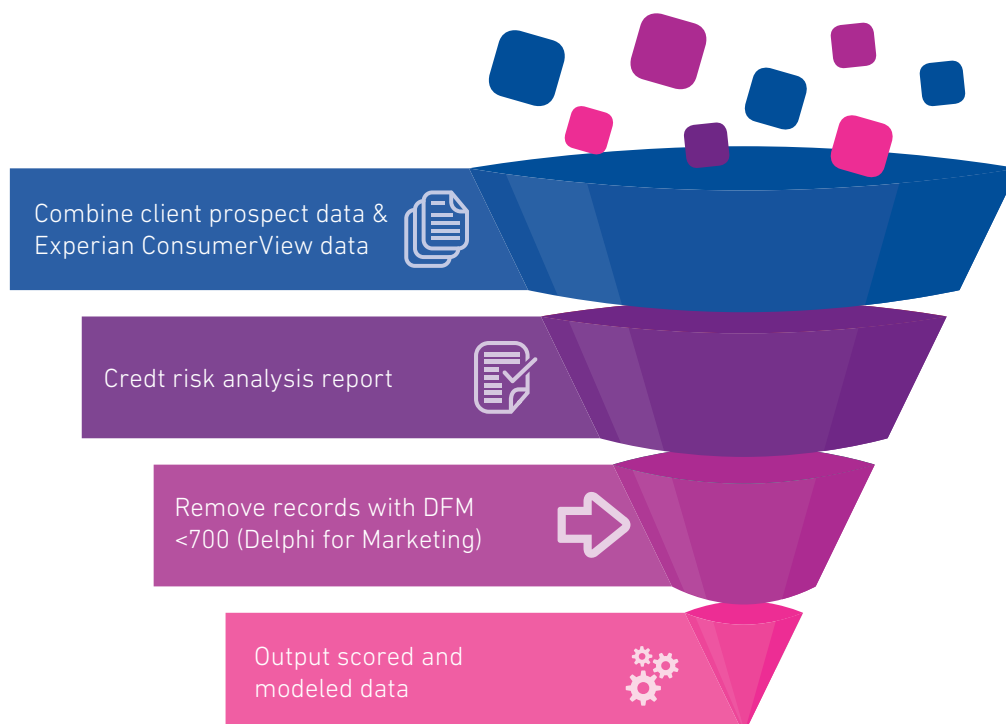 Combine client prospect data &
Experian ConsumerView data
Credt risk analysis report
Remove records with DFM
<700 (Delphi for Marketing)
Output scored and
modeled data